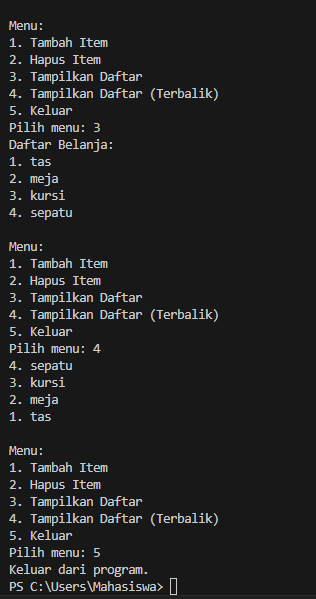 Menu:
1. Tambah Item
2. Hapus Item
3. Tampilkan Daftar
4. Tampilkan Daftar (Terbalik)
5. Keluar
Pilih menu: 3
Daftar Belanja:
1. tas
2. meja
3. kursi
4. sepatu
Menu:
1. Tambah Item
2. Hapus Item
3. Tampilkan Daftar
4. Tampilkan Daftar (Terbalik)
5. Keluar
Pilih menu: 4
4. sepatu
3. kursi
2. meja
1. tas
Menu:
1. Tambah Item
2. Hapus Item
3. Tampilkan Daftar
4. Tampilkan Daftar (Terbalik)
5. Keluar
Pilih menu: 5
Keluar dari program.
PS C:\Users\Mahasiswa>